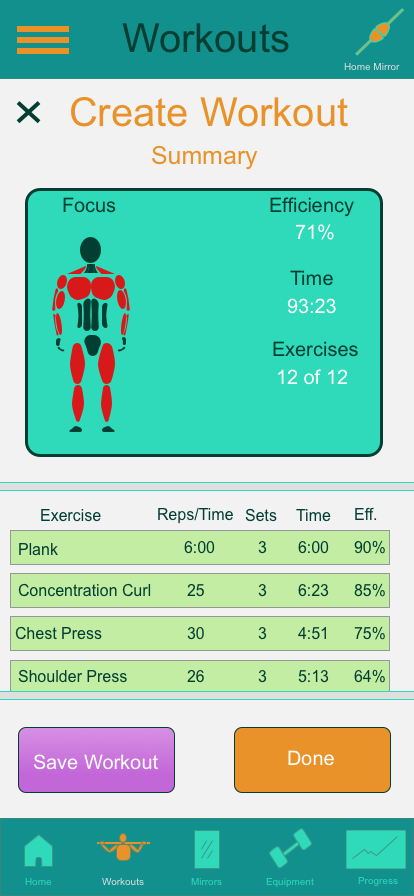 Workouts
Home Mirror
Create Workout
Summary
Focus
Efficiency
71%
Time
93:23
Exercises
12 of 12
Exercise Reps/Time Sets Time Eff.
Plank 6:00 3 6:00 90%
Concentration Curl 25 3 6:23 85%
Chest Press 30 3 4:51 75%
Shoulder Press 26 3 5:13 64%
Save Workout Done
Home Workouts Mirrors Equipment Progress